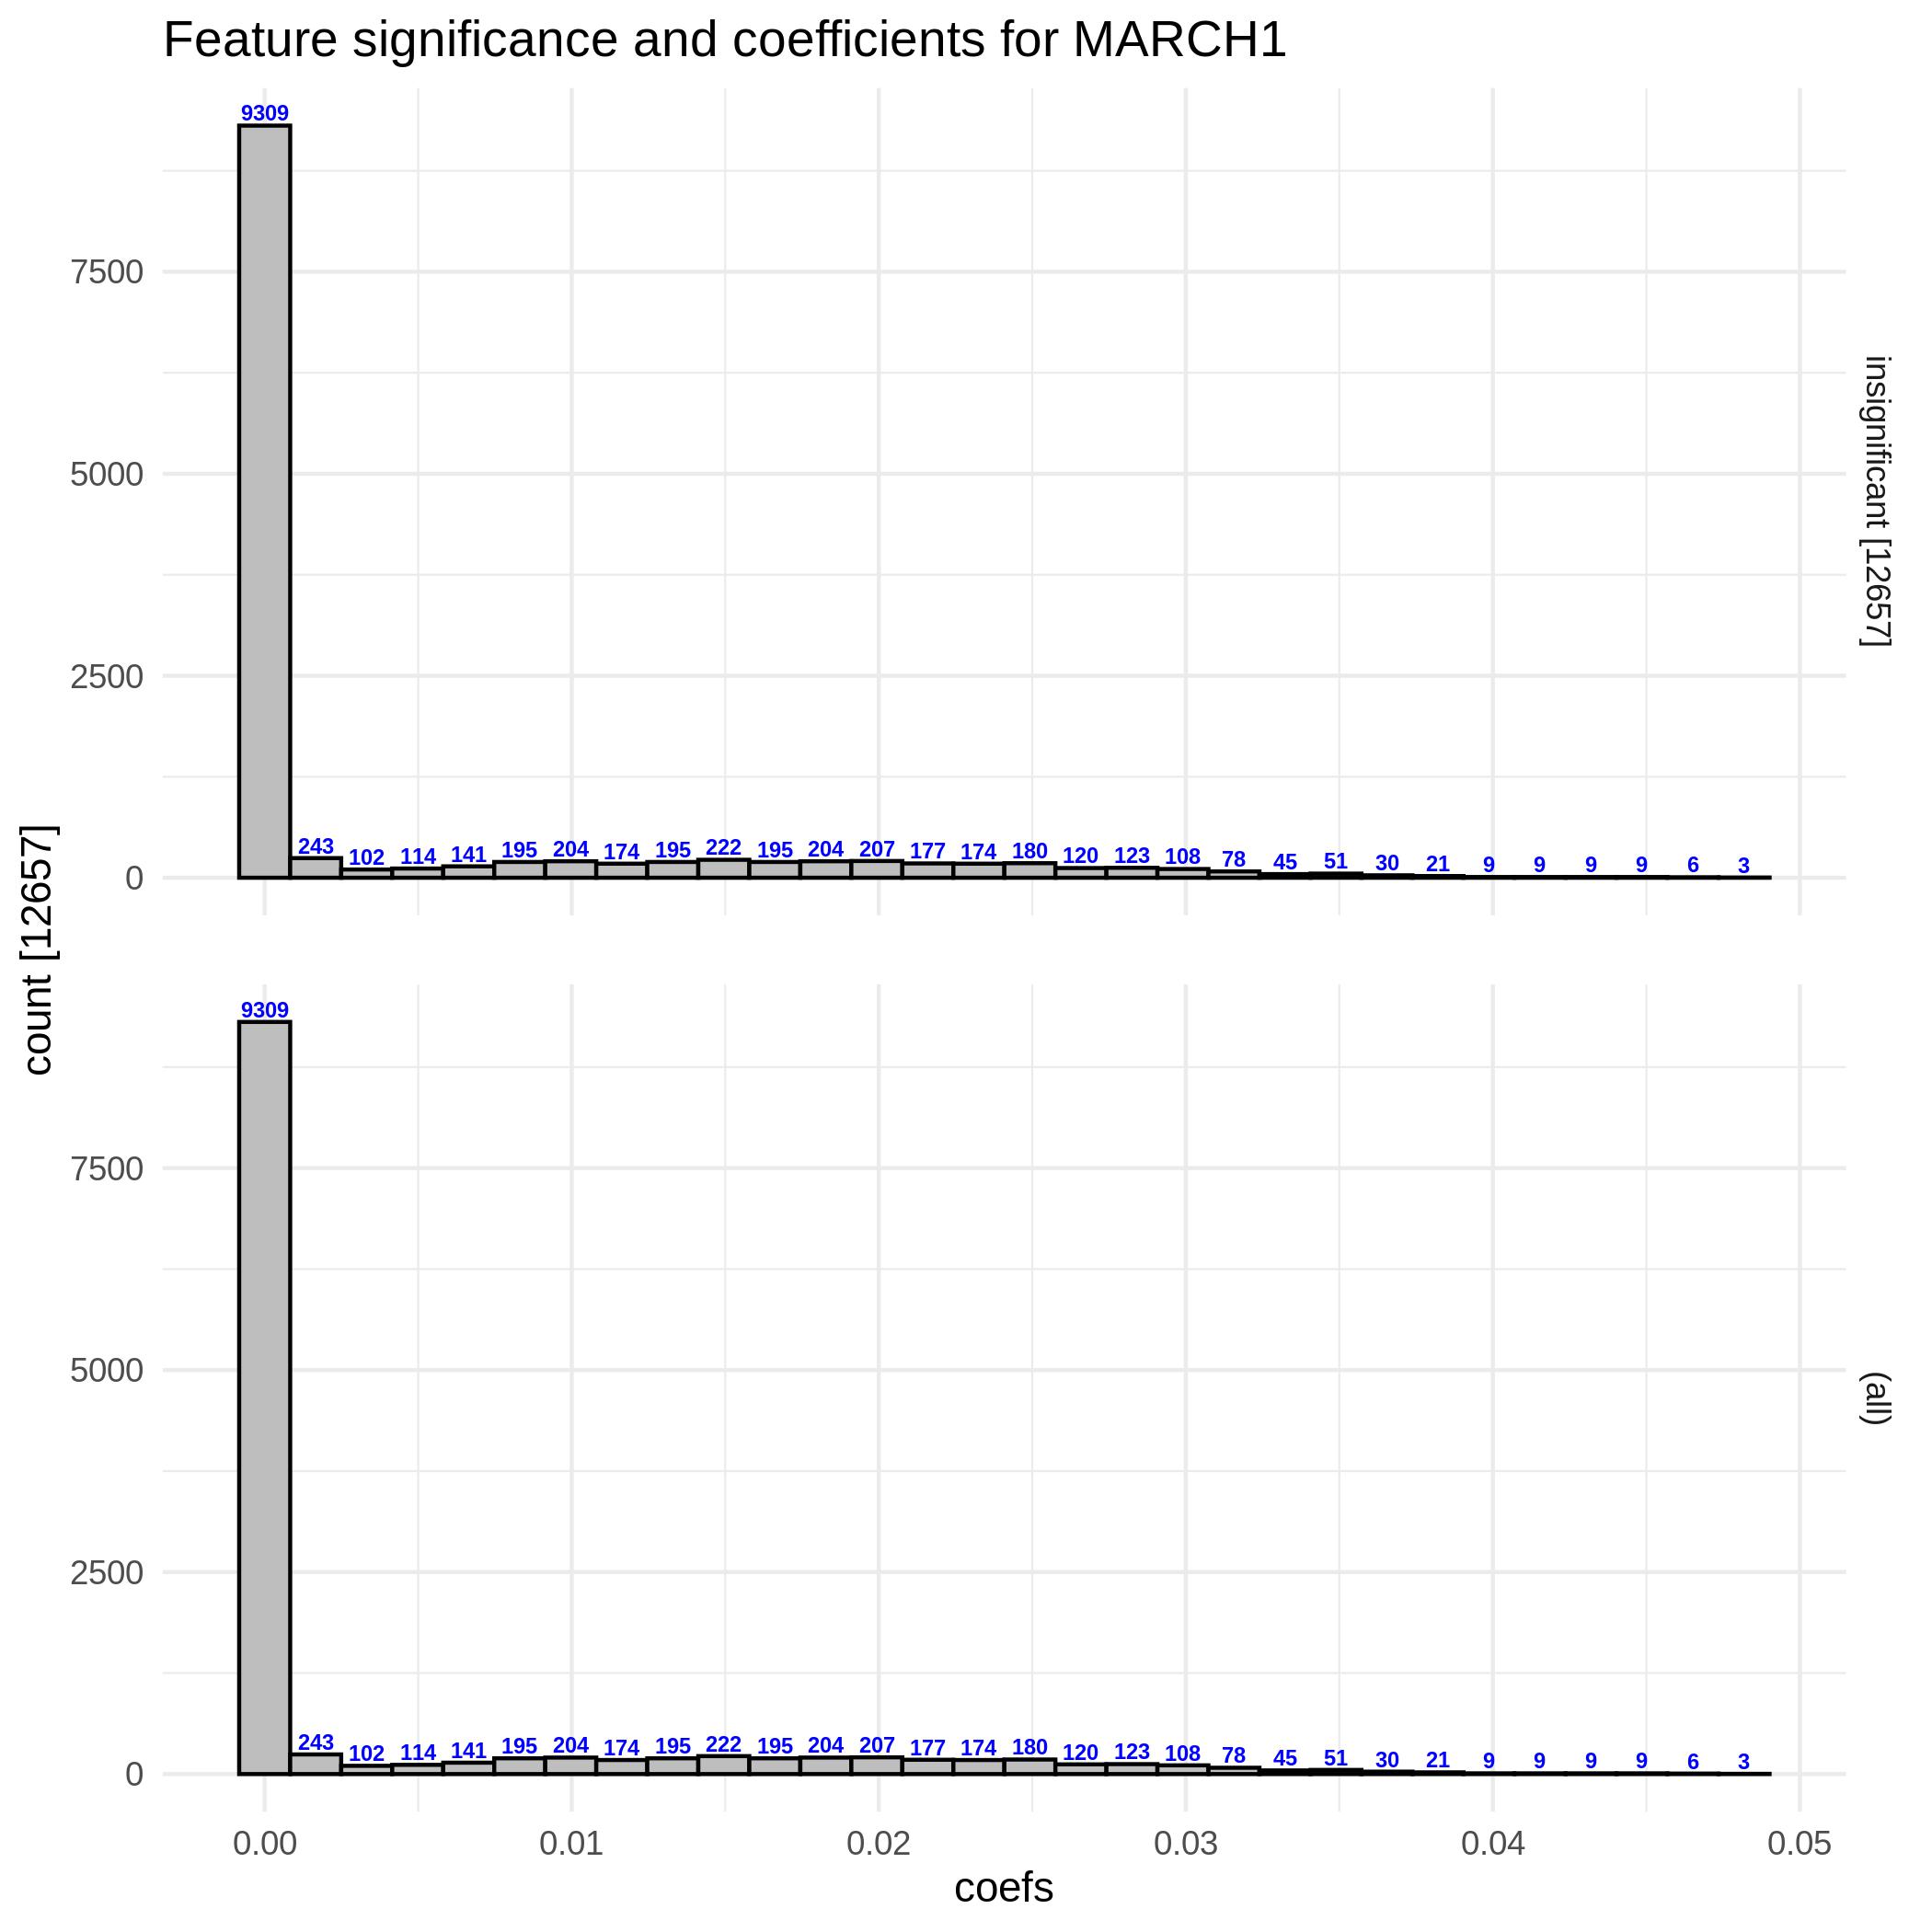 Feature significance and coefficients for MARCH1
count [12657]
9309
7500
5000
2500
0
243 102 114 141 195 204 174 195 222 195 204 207 177 174 180 120 123 108 78 45 51 30 21 9 9 9 9 6 3
insignificant [12657]
9309
7500
5000
2500
0
243 102 114 141 195 204 174 195 222 195 204 207 177 174 180 120 123 108 78 45 51 30 21 9 9 9 9 6 3
(all)
0.00 0.01 0.02 0.03 0.04 0.05
coefs